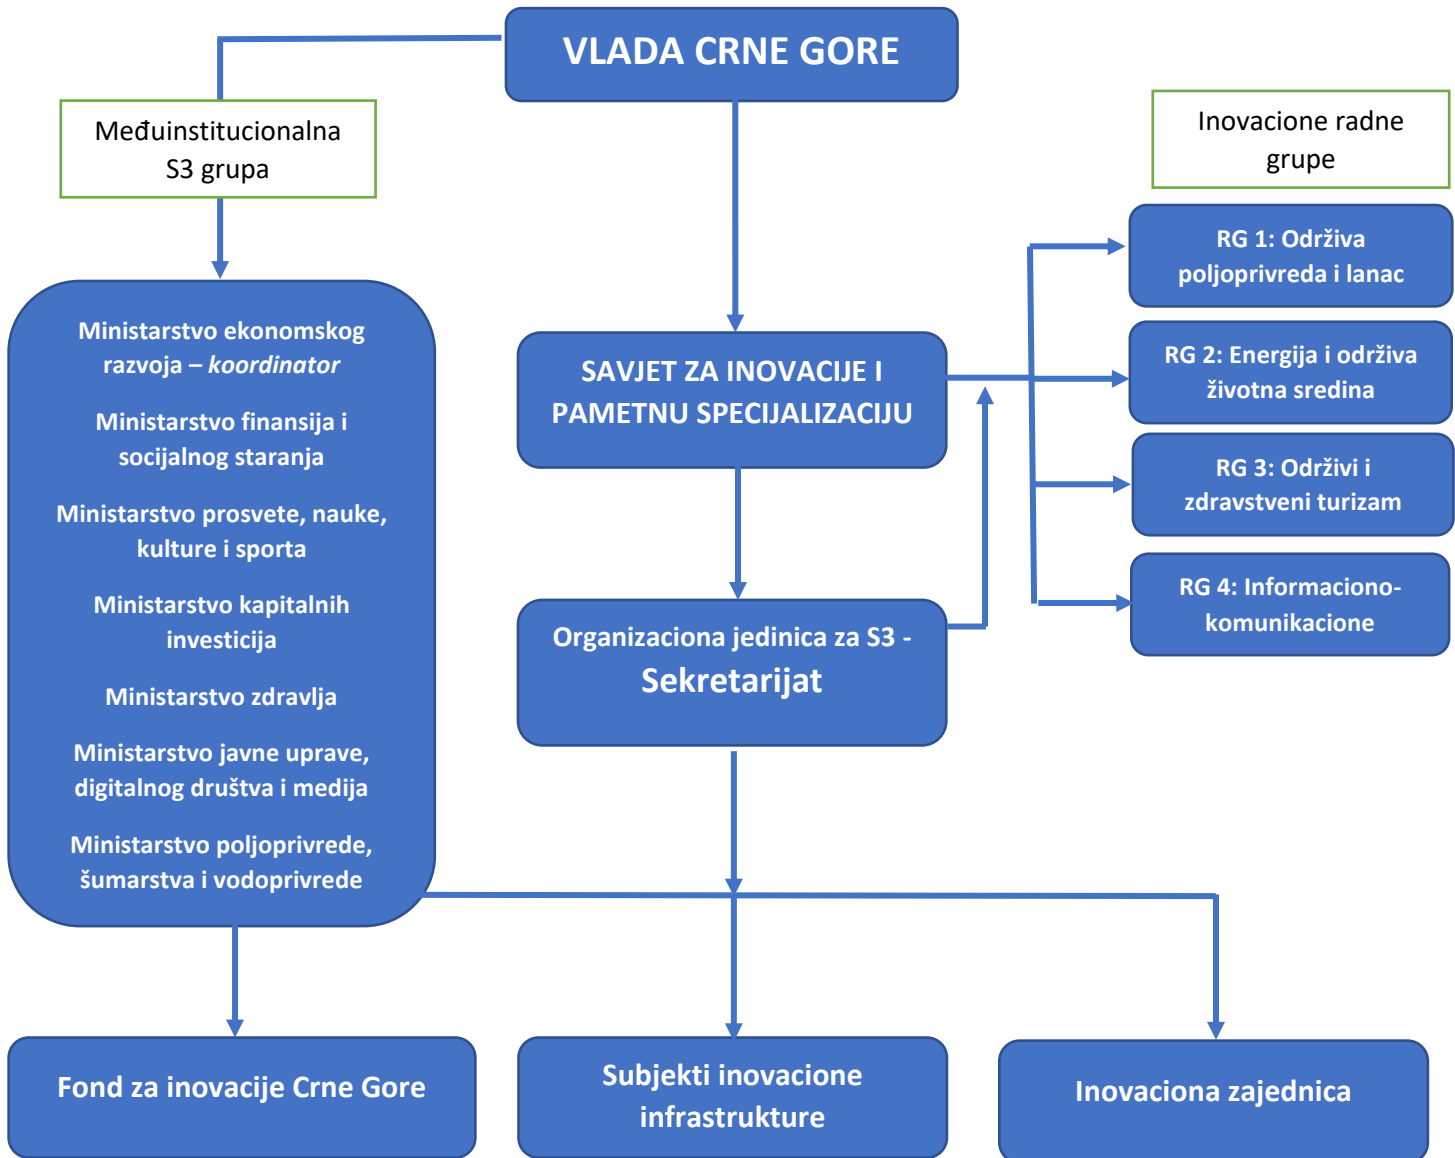 VLADA CRNE GORE
Međuinstitucionalna
S3 grupa
Inovacione radne
grupe
Ministarstvo ekonomskog
razvoja – koordinator
Ministarstvo finansija i
socijalnog staranja
Ministarstvo prosvete, nauke,
kulture i sporta
Ministarstvo kapitalnih
investicija
Ministarstvo zdravlja
Ministarstvo javne uprave,
digitalnog društva i medija
Ministarstvo poljoprivrede,
šumarstva i vodoprivrede
SAVJET ZA INOVACIJE I
PAMETNU SPECIJALIZACIJU
Organizaciona jedinica za S3 -
Sekretarijat
RG 1: Održiva
poljoprivreda i lanac
RG 2: Energija i održiva
životna sredina
RG 3: Održivi i
zdravstveni turizam
RG 4: Informaciono-
komunikacione
Fond za inovacije Crne Gore
Subjekti inovacione
infrastrukture
Inovaciona zajednica